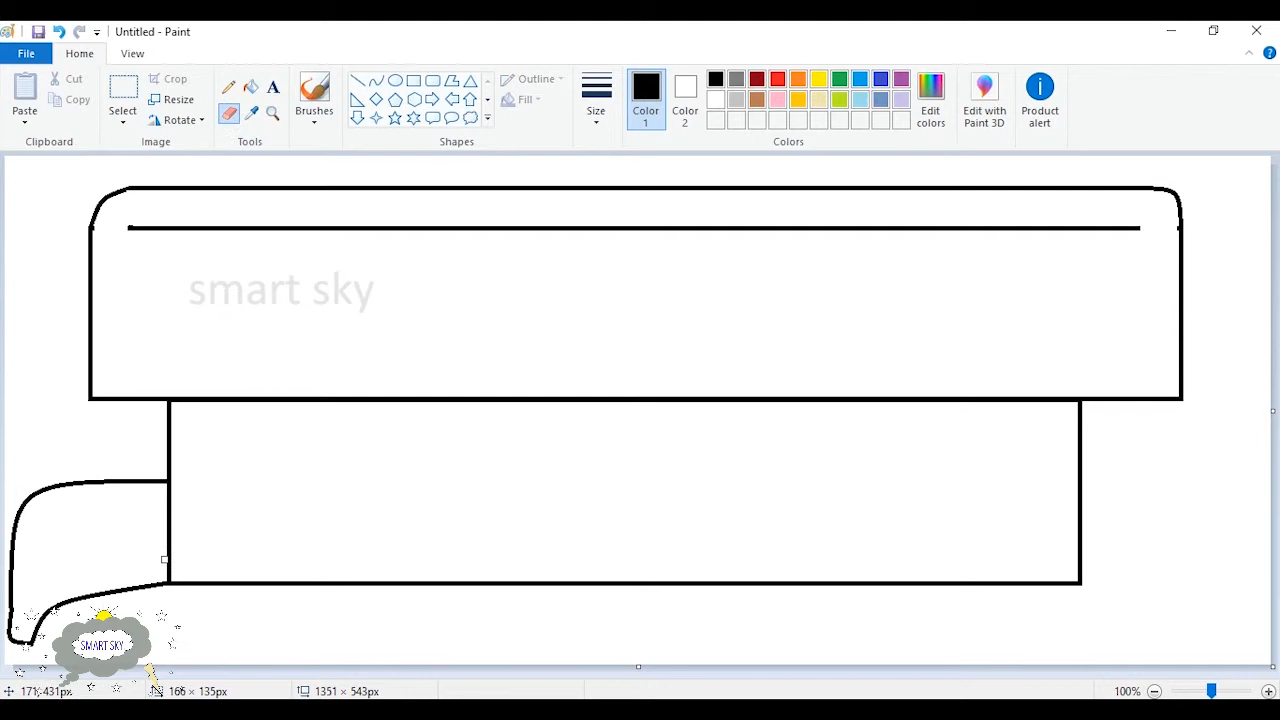 Untitled - Paint
File Home View
Paste
Cut
Copy
Clipboard
Select
Crop
Resize
Rotate
Image
Tools
Brushes
Shapes
Outline
Fill
Size
Color 1
Color 2
Colors
Edit colors
Edit with Paint 3D
Product alert
smart sky
SMART SKY
171, 431px
166 × 135px
1351 × 543px
100%